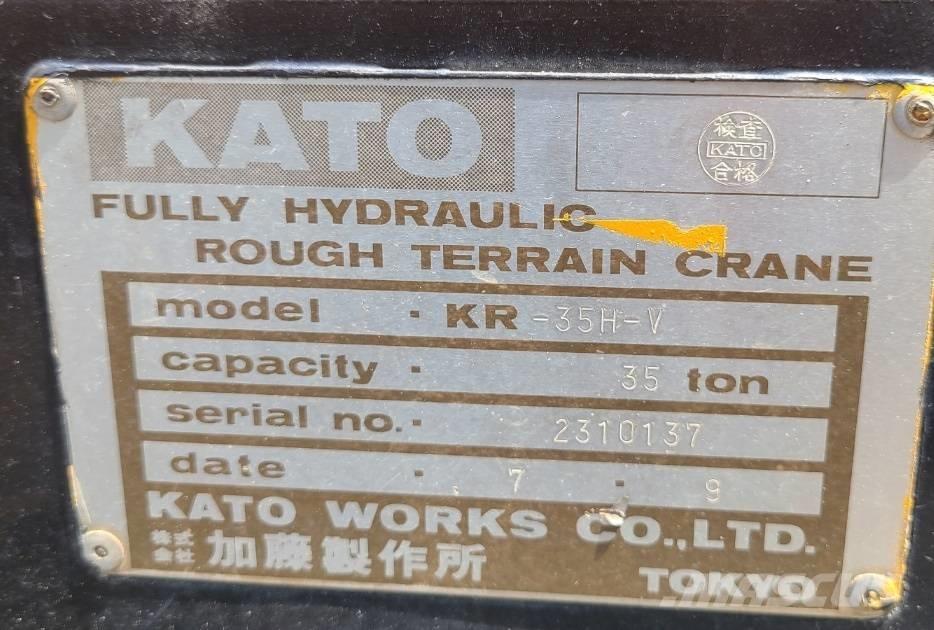 KATO
検査
KATO
合格
FULLY HYDRAULIC
ROUGH TERRAIN CRANE
model · KR -35H-V
capacity · 35 ton
serial no. · 2310137
date · 7 · 9
KATO WORKS CO.,LTD.
株式会社 加藤製作所
TOKYO
MASCUS